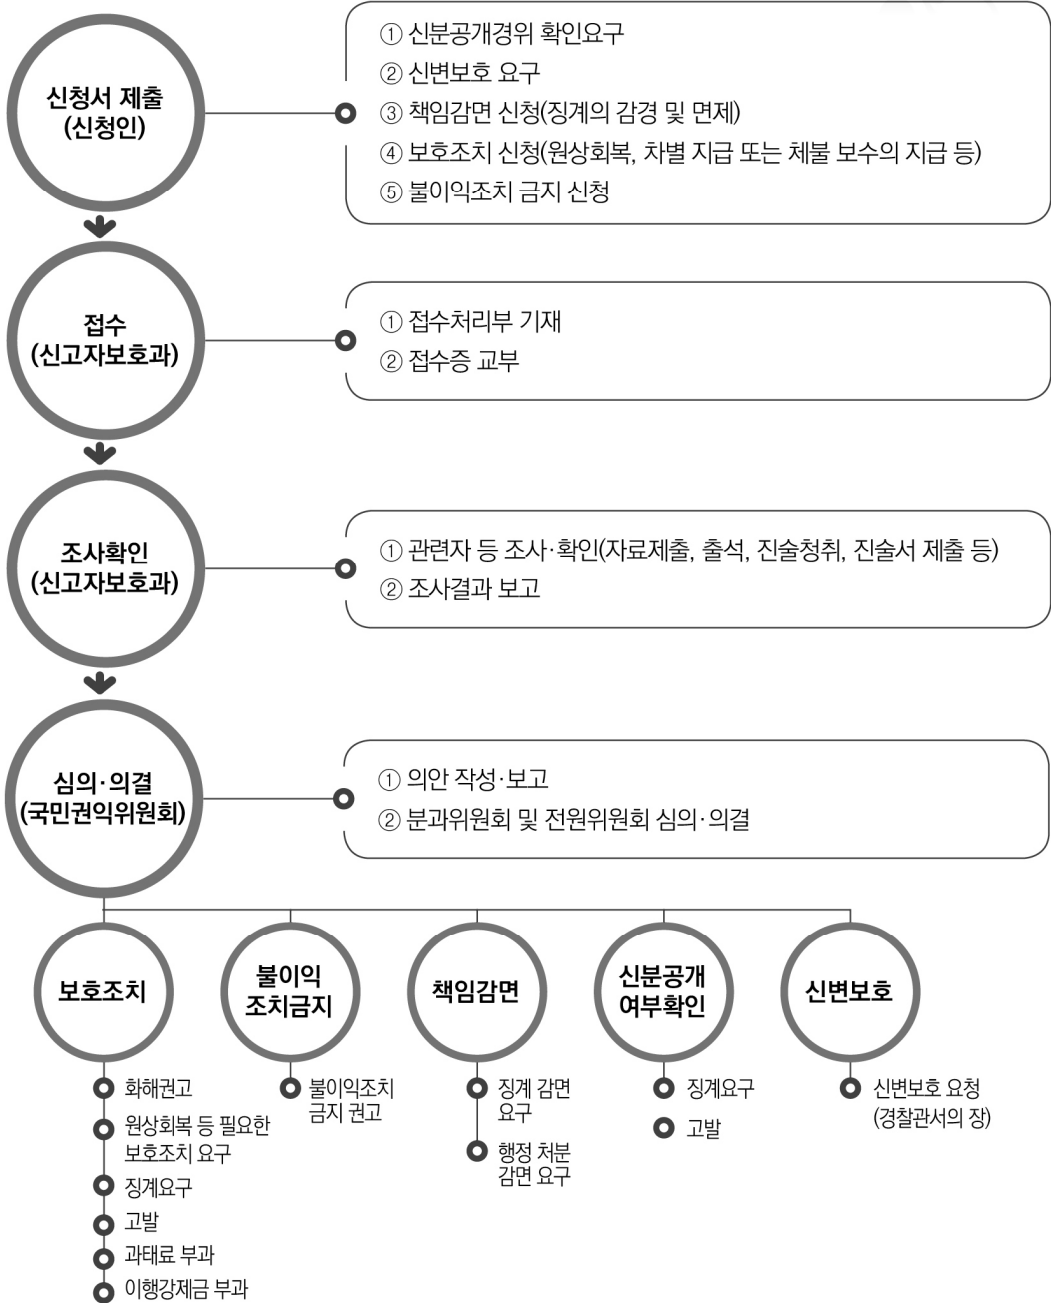 신청서 제출
(신청인)
① 신분공개경위 확인요구
② 신변보호 요구
③ 책임감면 신청(징계의 감경 및 면제)
④ 보호조치 신청(원상회복, 차별 지급 또는 체불 보수의 지급 등)
⑤ 불이익조치 금지 신청
접수
(신고자보호과)
① 접수처리부 기재
② 접수증 교부
조사확인
(신고자보호과)
① 관련자 등 조사·확인(자료제출, 출석, 진술청취, 진술서 제출 등)
② 조사결과 보고
심의·의결
(국민권익위원회)
① 의안 작성·보고
② 분과위원회 및 전원위원회 심의·의결
보호조치
화해권고
원상회복 등 필요한
보호조치 요구
징계요구
고발
과태료 부과
이행강제금 부과
불이익
조치금지
불이익조치
금지 권고
책임감면
징계 감면
요구
행정 처분
감면 요구
신분공개
여부확인
징계요구
고발
신변보호
신변보호 요청
(경찰관서의 장)